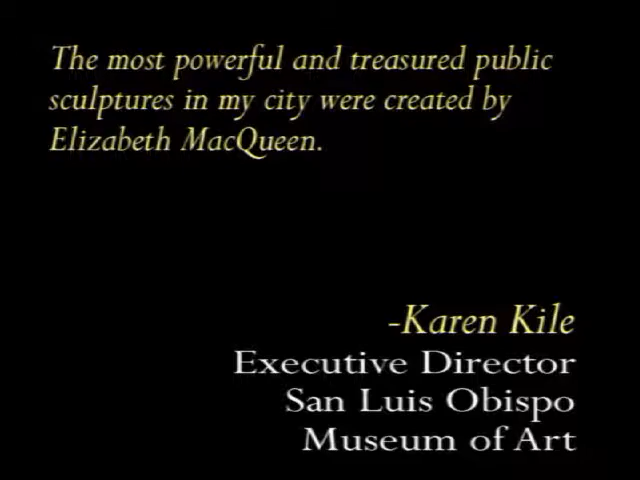 The most powerful and treasured public
sculptures in my city were created by
Elizabeth MacQueen.
-Karen Kile
Executive Director
San Luis Obispo
Museum of Art